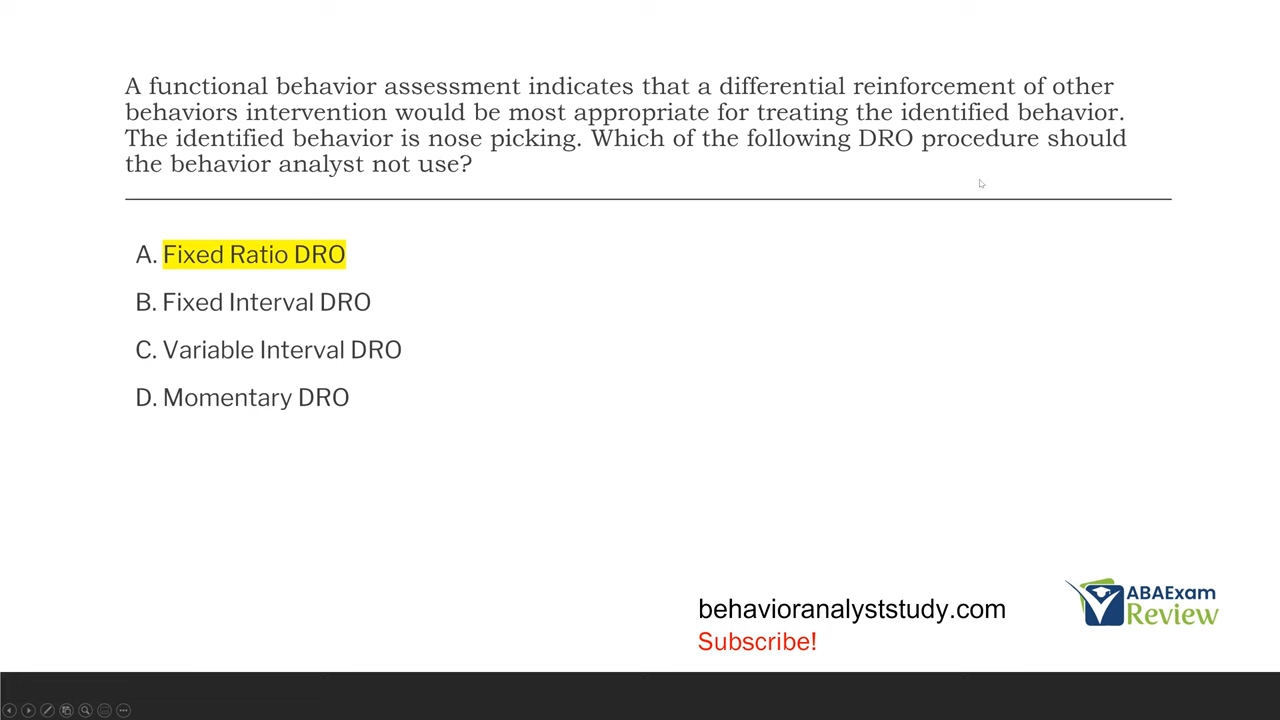 A functional behavior assessment indicates that a differential reinforcement of other
behaviors intervention would be most appropriate for treating the identified behavior.
The identified behavior is nose picking. Which of the following DRO procedure should
the behavior analyst not use?
A. Fixed Ratio DRO
B. Fixed Interval DRO
C. Variable Interval DRO
D. Momentary DRO
behavioranalyststudy.com
Subscribe!
ABAExam
Review